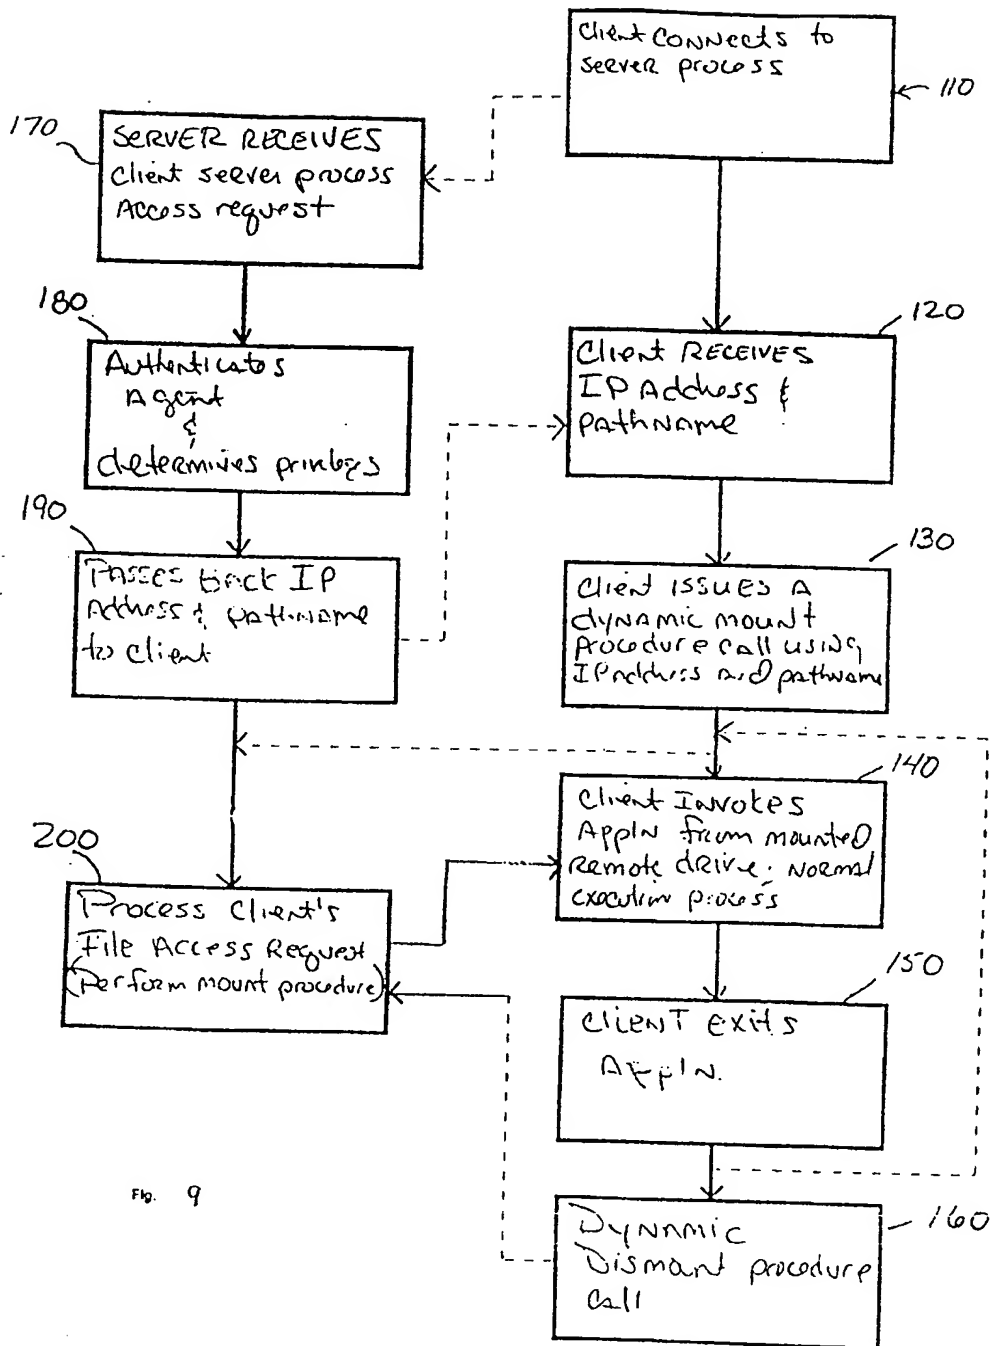 Client CONNECTS to
server process
110
170
SERVER RECEIVES
Client server process
Access request
180
Authenticates
Agent
&
determines
120
Client RECEIVES
IP Address &
PATHNAME
190
Passes back IP
Address & pathname
to client
130
Client ISSUES A
dynamic mount
Procedure call using
IP address and pathname
140
Client Invokes
Appln from mounted
Remote drive: Normal
execution process
200
Process Client's
File Access Request
(Perform mount procedure)
150
Client exits
Appln.
Fig. 9
160
Dynamic
Dismount procedure
call